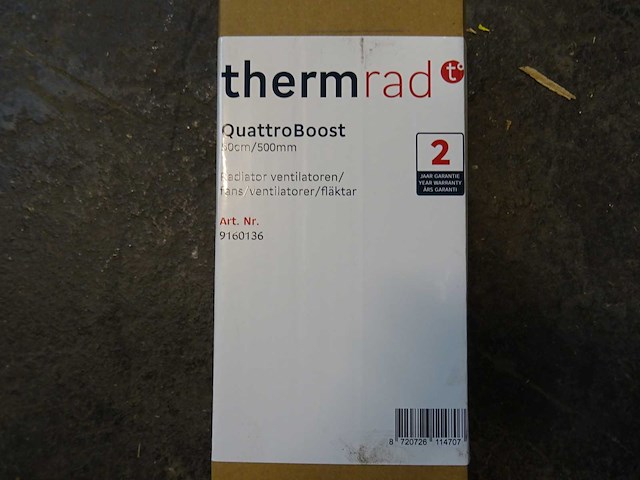 thermrad t°
QuattroBoost
50cm/500mm
Radiator ventilatoren/
fans/ventilatorer/fläktar
2
JAAR GARANTIE
YEAR WARRANTY
ÅRS GARANTI
Art. Nr.
9160136
8 720726 114707